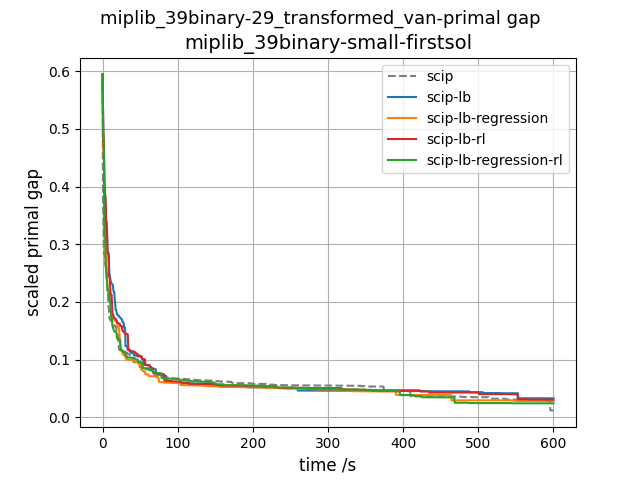 miplib_39binary-29_transformed_van-primal gap
miplib_39binary-small-firstsol
scaled primal gap
0.6
0.5
0.4
0.3
0.2
0.1
0.0
scip
scip-lb
scip-lb-regression
scip-lb-rl
scip-lb-regression-rl
0 100 200 300 400 500 600
time /s